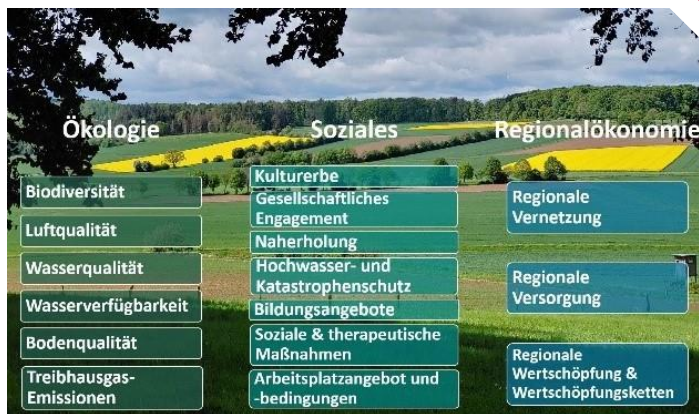 Ökologie
Biodiversität
Luftqualität
Wasserqualität
Wasserverfügbarkeit
Bodenqualität
Treibhausgas-
Emissionen
Soziales
Kulturerbe
Gesellschaftliches
Engagement
Naherholung
Hochwasser- und
Katastrophenschutz
Bildungsangebote
Soziale & therapeutische
Maßnahmen
Arbeitsplatzangebot und
-bedingungen
Regionalökonomie
Regionale
Vernetzung
Regionale
Versorgung
Regionale
Wertschöpfung &
Wertschöpfungsketten